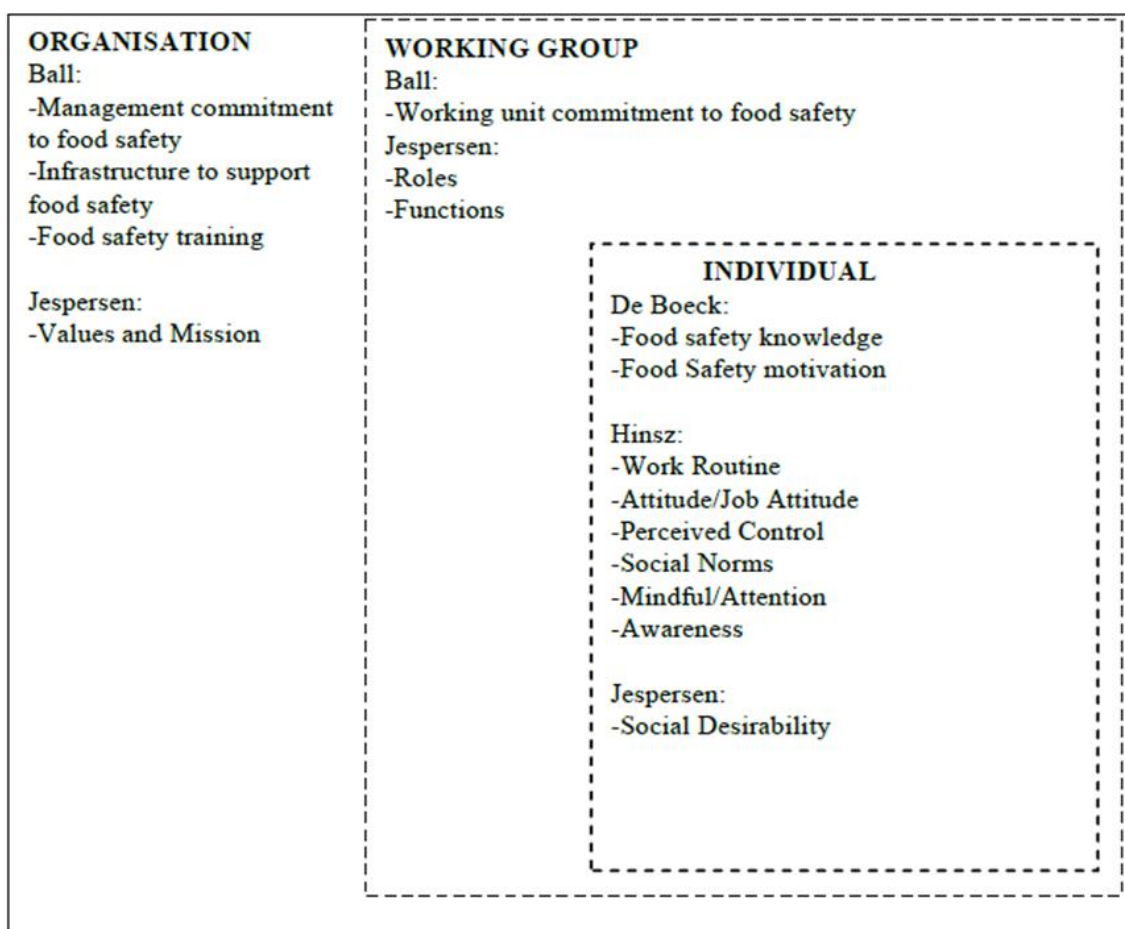 ORGANISATION
Ball:
-Management commitment
to food safety
-Infrastructure to support
food safety
-Food safety training
Jespersen:
-Values and Mission
WORKING GROUP
Ball:
-Working unit commitment to food safety
Jespersen:
-Roles
-Functions
INDIVIDUAL
De Boeck:
-Food safety knowledge
-Food Safety motivation
Hinsz:
-Work Routine
-Attitude/Job Attitude
-Perceived Control
-Social Norms
-Mindful/Attention
-Awareness
Jespersen:
-Social Desirability